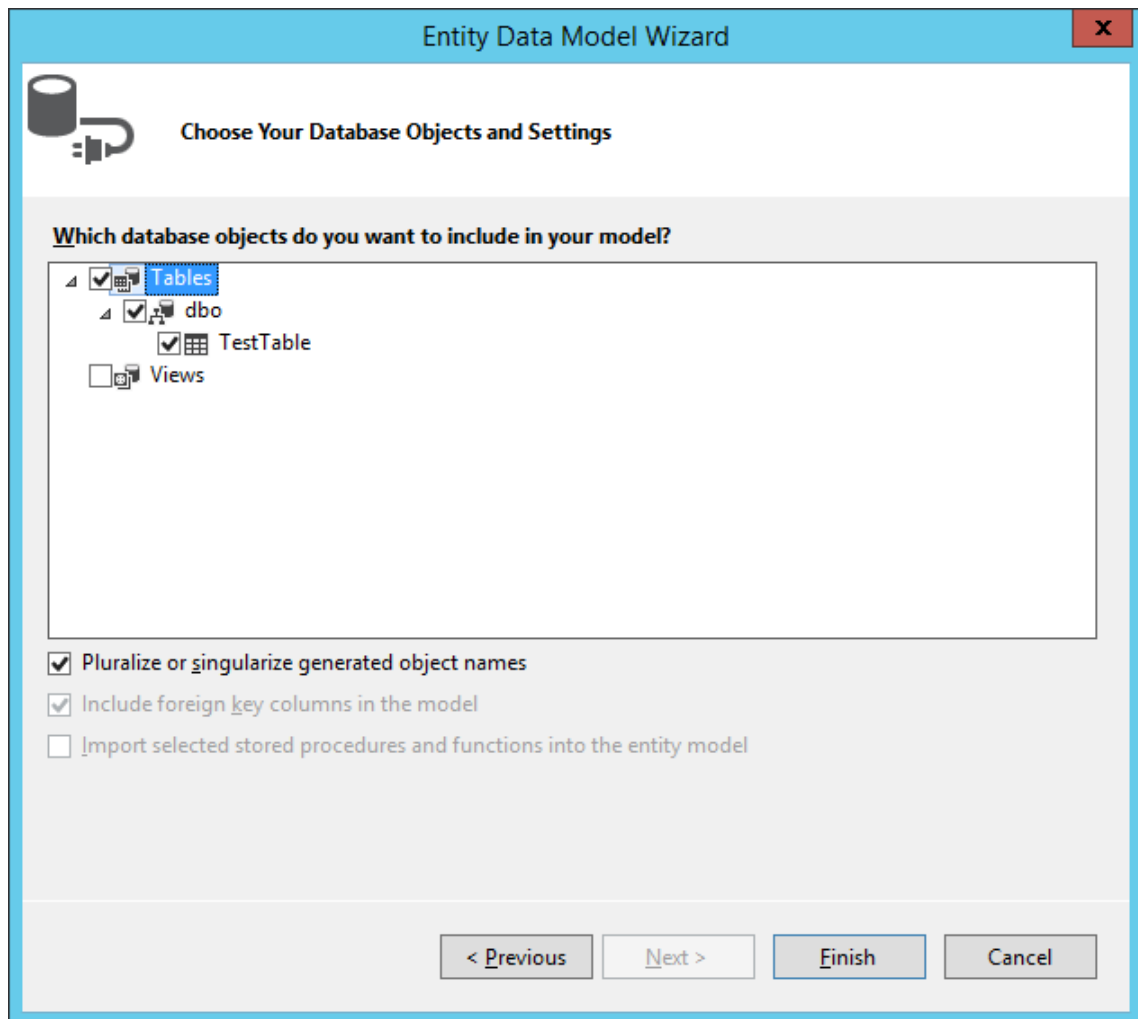 Entity Data Model Wizard
x
Choose Your Database Objects and Settings
Which database objects do you want to include in your model?
Tables
dbo
TestTable
Views
Pluralize or singularize generated object names
Include foreign key columns in the model
Import selected stored procedures and functions into the entity model
< Previous Next > Finish Cancel